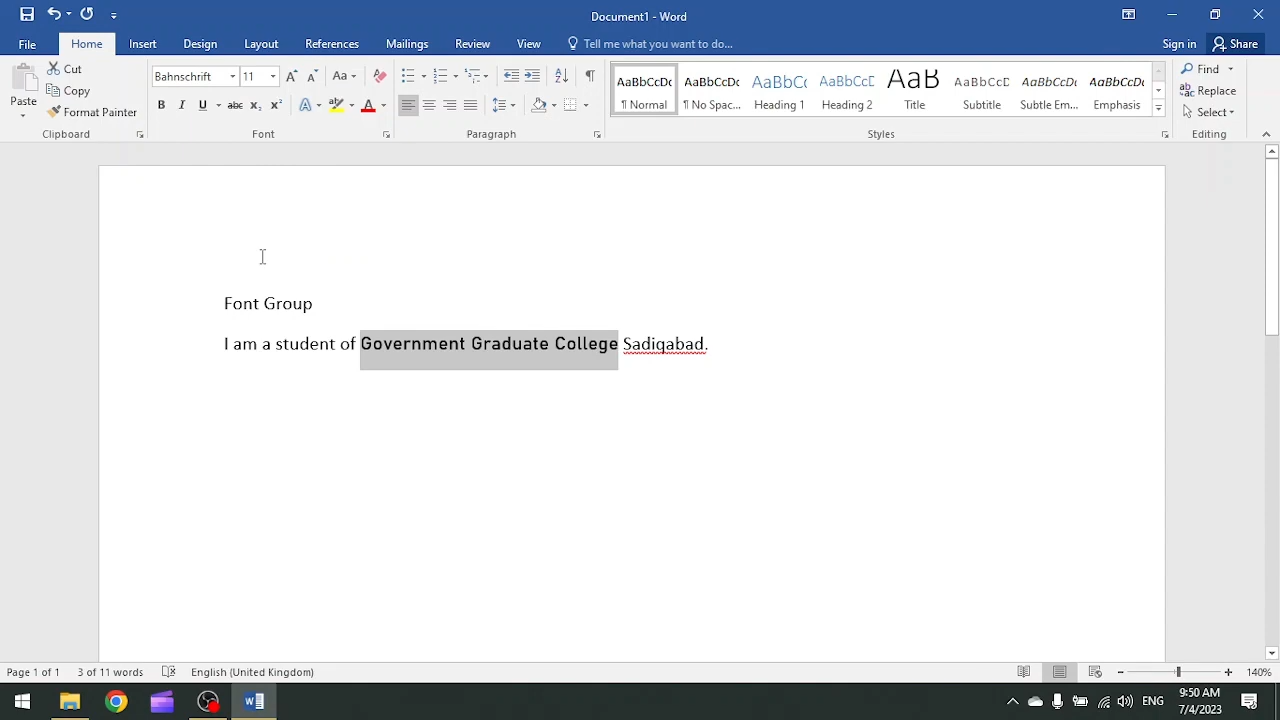 Document1 - Word
File Home Insert Design Layout References Mailings Review View Tell me what you want to do... Sign in Share
Paste Cut Copy Format Painter Clipboard
Bahnschrift 11 Font
Paragraph
AaBbCcDc ¶ Normal
AaBbCcDc ¶ No Spac...
AaBbCc Heading 1
AaBbCcC Heading 2
AaB Title
AaBbCcC Subtitle
AaBbCcDc Subtle Em...
AaBbCcDc Emphasis
Styles
Find
Replace
Select
Editing
Font Group
I am a student of Government Graduate College Sadiqabad.
Page 1 of 1 3 of 11 words English (United Kingdom) 140%
ENG 9:50 AM
7/4/2023